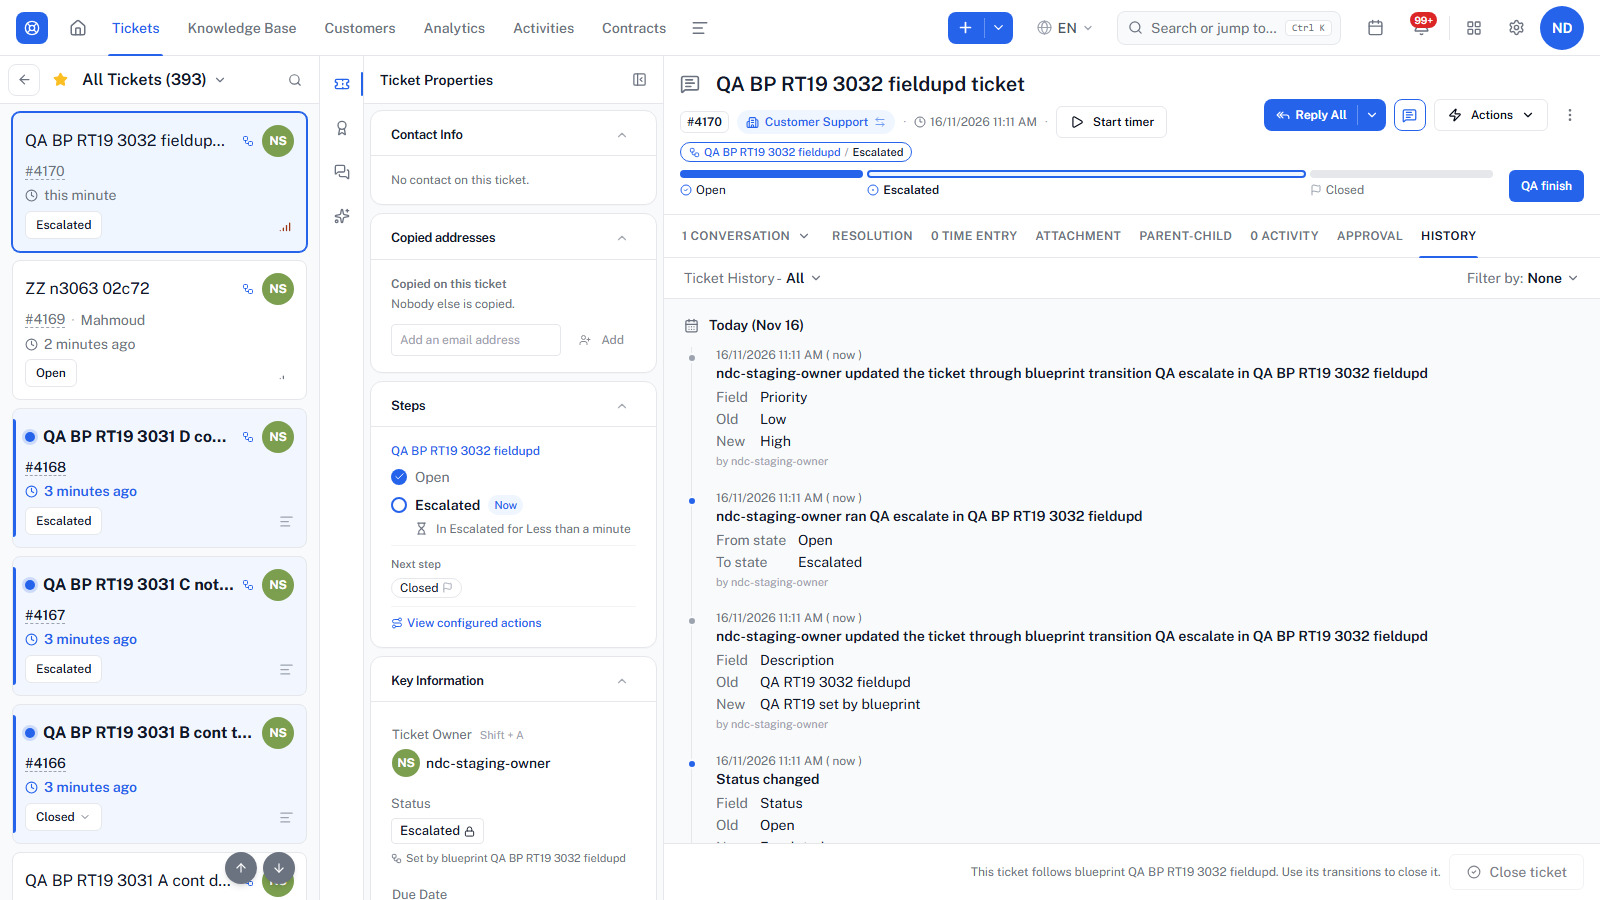 Tickets
Knowledge Base
Customers
Analytics
Activities
Contracts
EN
Search or jump to...
Ctrl K
99+
ND
All Tickets (393)
QA BP RT19 3032 fieldup...
NS
#4170
this minute
Escalated
ZZ n3063 02c72
NS
#4169 · Mahmoud
2 minutes ago
Open
QA BP RT19 3031 D co...
NS
#4168
3 minutes ago
Escalated
QA BP RT19 3031 C not...
NS
#4167
3 minutes ago
Escalated
QA BP RT19 3031 B cont t...
NS
#4166
3 minutes ago
Closed
QA BP RT19 3031 A cont d...
Ticket Properties
Contact Info
No contact on this ticket.
Copied addresses
Copied on this ticket
Nobody else is copied.
Add an email address
Add
Steps
QA BP RT19 3032 fieldupd
Open
Escalated Now
In Escalated for Less than a minute
Next step
Closed
View configured actions
Key Information
Ticket Owner Shift + A
NS ndc-staging-owner
Status
Escalated
Set by blueprint QA BP RT19 3032 fieldupd
Due Date
QA BP RT19 3032 fieldupd ticket
#4170
Customer Support
· 16/11/2026 11:11 AM ·
Start timer
Reply All
Actions
QA BP RT19 3032 fieldupd / Escalated
Open
Escalated
Closed
QA finish
1 CONVERSATION
RESOLUTION
0 TIME ENTRY
ATTACHMENT
PARENT-CHILD
0 ACTIVITY
APPROVAL
HISTORY
Ticket History - All
Filter by: None
Today (Nov 16)
16/11/2026 11:11 AM ( now )
ndc-staging-owner updated the ticket through blueprint transition QA escalate in QA BP RT19 3032 fieldupd
Field Priority
Old Low
New High
by ndc-staging-owner
16/11/2026 11:11 AM ( now )
ndc-staging-owner ran QA escalate in QA BP RT19 3032 fieldupd
From state Open
To state Escalated
by ndc-staging-owner
16/11/2026 11:11 AM ( now )
ndc-staging-owner updated the ticket through blueprint transition QA escalate in QA BP RT19 3032 fieldupd
Field Description
Old QA RT19 3032 fieldupd
New QA RT19 set by blueprint
by ndc-staging-owner
16/11/2026 11:11 AM ( now )
Status changed
Field Status
Old Open
This ticket follows blueprint QA BP RT19 3032 fieldupd. Use its transitions to close it.
Close ticket